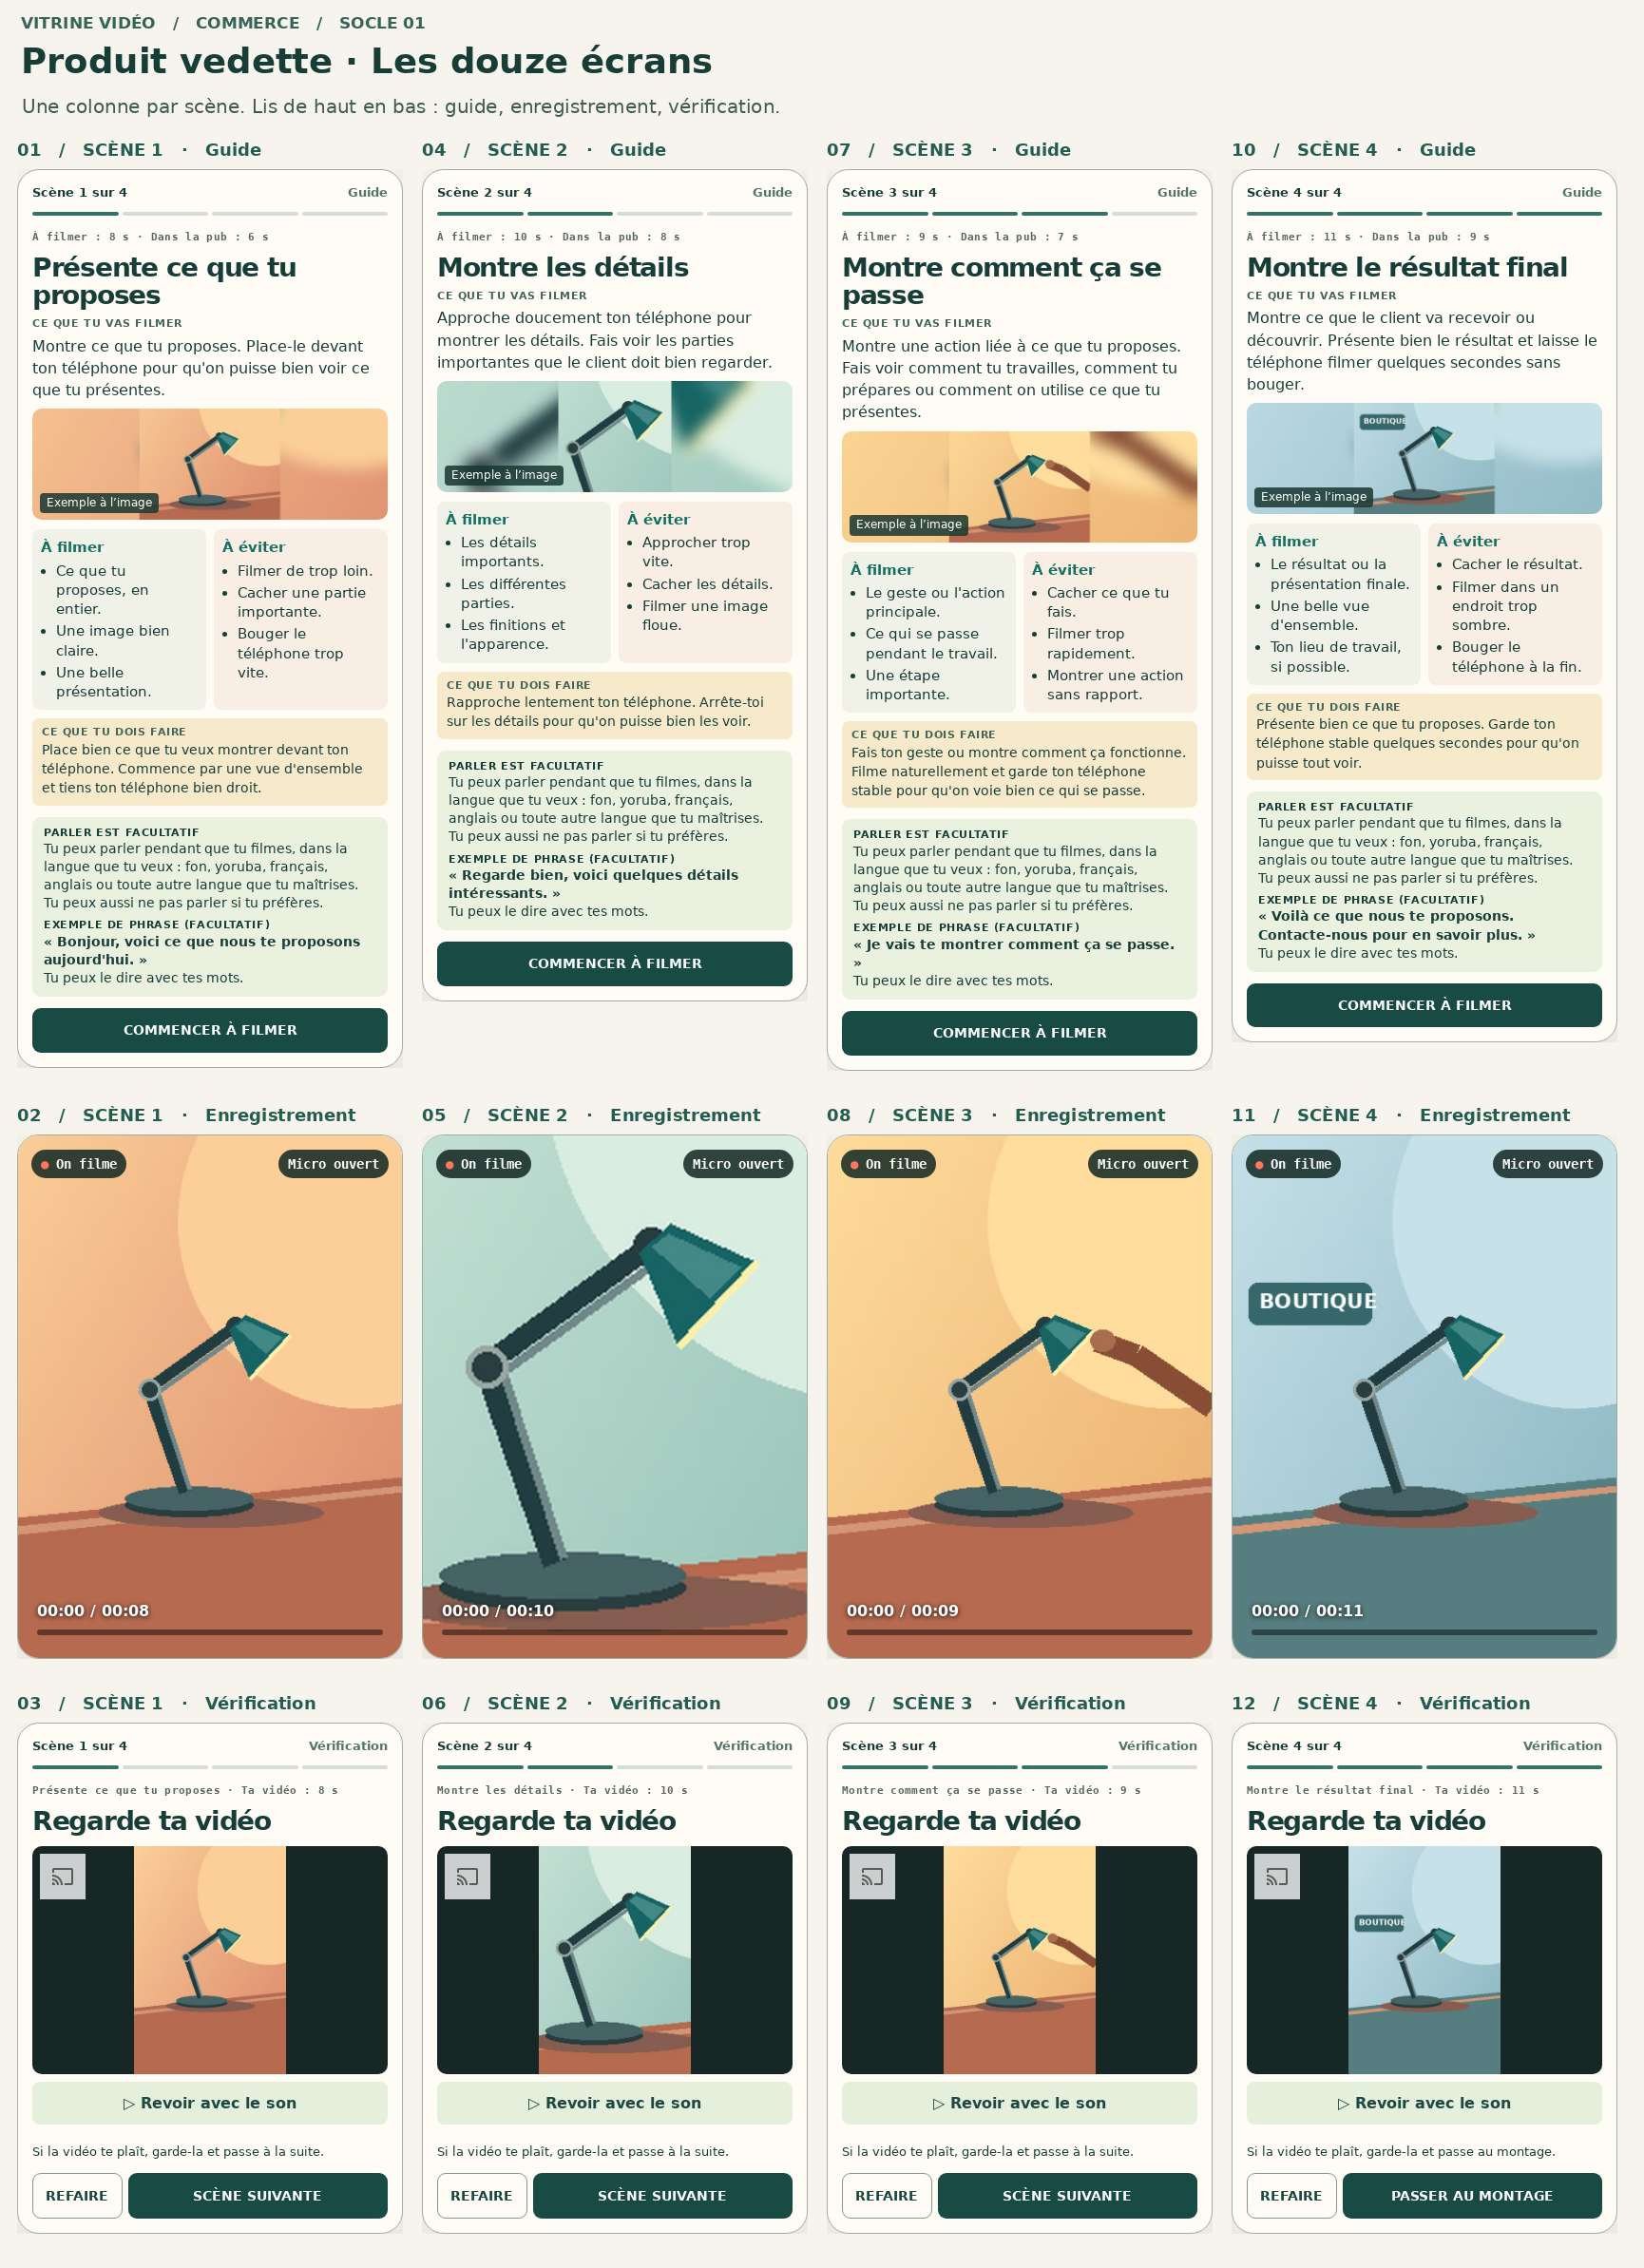 VITRINE VIDÉO / COMMERCE / SOCLE 01
Produit vedette · Les douze écrans
Une colonne par scène. Lis de haut en bas : guide, enregistrement, vérification.
01 / SCÈNE 1 · Guide
Scène 1 sur 4
Guide
À filmer : 8 s · Dans la pub : 6 s
Présente ce que tu
proposes
CE QUE TU VAS FILMER
Montre ce que tu proposes. Place-le devant
ton téléphone pour qu'on puisse bien voir ce
que tu présentes.
Exemple à l’image
À filmer
• Ce que tu
proposes, en
entier.
• Une image bien
claire.
• Une belle
présentation.
À éviter
• Filmer de trop loin.
• Cacher une partie
importante.
• Bouger le
téléphone trop
vite.
CE QUE TU DOIS FAIRE
Place bien ce que tu veux montrer devant ton
téléphone. Commence par une vue d'ensemble
et tiens ton téléphone bien droit.
PARLER EST FACULTATIF
Tu peux parler pendant que tu filmes, dans la
langue que tu veux : fon, yoruba, français,
anglais ou toute autre langue que tu maîtrises.
Tu peux aussi ne pas parler si tu préfères.
EXEMPLE DE PHRASE (FACULTATIF)
« Bonjour, voici ce que nous te proposons
aujourd'hui. »
Tu peux le dire avec tes mots.
COMMENCER À FILMER
04 / SCÈNE 2 · Guide
Scène 2 sur 4
Guide
À filmer : 10 s · Dans la pub : 8 s
Montre les détails
CE QUE TU VAS FILMER
Approche doucement ton téléphone pour
montrer les détails. Fais voir les parties
importantes que le client doit bien regarder.
Exemple à l’image
À filmer
• Les détails
importants.
• Les différentes
parties.
• Les finitions et
l'apparence.
À éviter
• Approcher trop
vite.
• Cacher les détails.
• Filmer une image
floue.
CE QUE TU DOIS FAIRE
Rapproche lentement ton téléphone. Arrête-toi
sur les détails pour qu'on puisse bien les voir.
PARLER EST FACULTATIF
Tu peux parler pendant que tu filmes, dans la
langue que tu veux : fon, yoruba, français,
anglais ou toute autre langue que tu maîtrises.
Tu peux aussi ne pas parler si tu préfères.
EXEMPLE DE PHRASE (FACULTATIF)
« Regarde bien, voici quelques détails
intéressants. »
Tu peux le dire avec tes mots.
COMMENCER À FILMER
07 / SCÈNE 3 · Guide
Scène 3 sur 4
Guide
À filmer : 9 s · Dans la pub : 7 s
Montre comment ça se
passe
CE QUE TU VAS FILMER
Montre une action liée à ce que tu proposes.
Fais voir comment tu travailles, comment tu
prépares ou comment on utilise ce que tu
présentes.
Exemple à l’image
À filmer
• Le geste ou l'action
principale.
• Ce qui se passe
pendant le travail.
• Une étape
importante.
À éviter
• Cacher ce que tu
fais.
• Filmer trop
rapidement.
• Montrer une action
sans rapport.
CE QUE TU DOIS FAIRE
Fais ton geste ou montre comment ça fonctionne.
Filme naturellement et garde ton téléphone
stable pour qu'on voie bien ce qui se passe.
PARLER EST FACULTATIF
Tu peux parler pendant que tu filmes, dans la
langue que tu veux : fon, yoruba, français,
anglais ou toute autre langue que tu maîtrises.
Tu peux aussi ne pas parler si tu préfères.
EXEMPLE DE PHRASE (FACULTATIF)
« Je vais te montrer comment ça se passe.
»
Tu peux le dire avec tes mots.
COMMENCER À FILMER
10 / SCÈNE 4 · Guide
Scène 4 sur 4
Guide
À filmer : 11 s · Dans la pub : 9 s
Montre le résultat final
CE QUE TU VAS FILMER
Montre ce que le client va recevoir ou
découvrir. Présente bien le résultat et laisse le
téléphone filmer quelques secondes sans
bouger.
BOUTIQUE
Exemple à l’image
À filmer
• Le résultat ou la
présentation finale.
• Une belle vue
d'ensemble.
• Ton lieu de travail,
si possible.
À éviter
• Cacher le résultat.
• Filmer dans un
endroit trop
sombre.
• Bouger le
téléphone à la fin.
CE QUE TU DOIS FAIRE
Présente bien ce que tu proposes. Garde ton
téléphone stable quelques secondes pour qu'on
puisse tout voir.
PARLER EST FACULTATIF
Tu peux parler pendant que tu filmes, dans la
langue que tu veux : fon, yoruba, français,
anglais ou toute autre langue que tu maîtrises.
Tu peux aussi ne pas parler si tu préfères.
EXEMPLE DE PHRASE (FACULTATIF)
« Voilà ce que nous te proposons.
Contacte-nous pour en savoir plus. »
Tu peux le dire avec tes mots.
COMMENCER À FILMER
02 / SCÈNE 1 · Enregistrement
● On filme
Micro ouvert
00:00 / 00:08
05 / SCÈNE 2 · Enregistrement
● On filme
Micro ouvert
00:00 / 00:10
08 / SCÈNE 3 · Enregistrement
● On filme
Micro ouvert
00:00 / 00:09
11 / SCÈNE 4 · Enregistrement
● On filme
Micro ouvert
BOUTIQUE
00:00 / 00:11
03 / SCÈNE 1 · Vérification
Scène 1 sur 4
Vérification
Présente ce que tu proposes · Ta vidéo : 8 s
Regarde ta vidéo
▷ Revoir avec le son
Si la vidéo te plaît, garde-la et passe à la suite.
REFAIRE
SCÈNE SUIVANTE
06 / SCÈNE 2 · Vérification
Scène 2 sur 4
Vérification
Montre les détails · Ta vidéo : 10 s
Regarde ta vidéo
▷ Revoir avec le son
Si la vidéo te plaît, garde-la et passe à la suite.
REFAIRE
SCÈNE SUIVANTE
09 / SCÈNE 3 · Vérification
Scène 3 sur 4
Vérification
Montre comment ça se passe · Ta vidéo : 9 s
Regarde ta vidéo
▷ Revoir avec le son
Si la vidéo te plaît, garde-la et passe à la suite.
REFAIRE
SCÈNE SUIVANTE
12 / SCÈNE 4 · Vérification
Scène 4 sur 4
Vérification
Montre le résultat final · Ta vidéo : 11 s
Regarde ta vidéo
BOUTIQUE
▷ Revoir avec le son
Si la vidéo te plaît, garde-la et passe au montage.
REFAIRE
PASSER AU MONTAGE